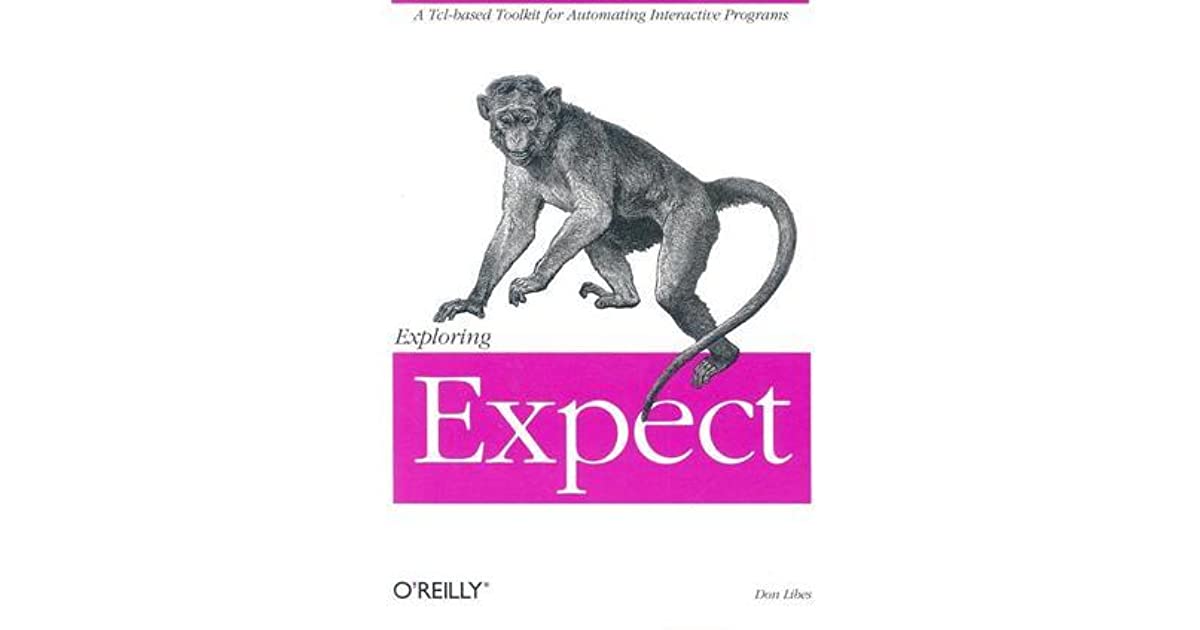 A Tcl-based Toolkit for Automating Interactive Programs
Exploring
Expect
O'REILLY®
Don Libes